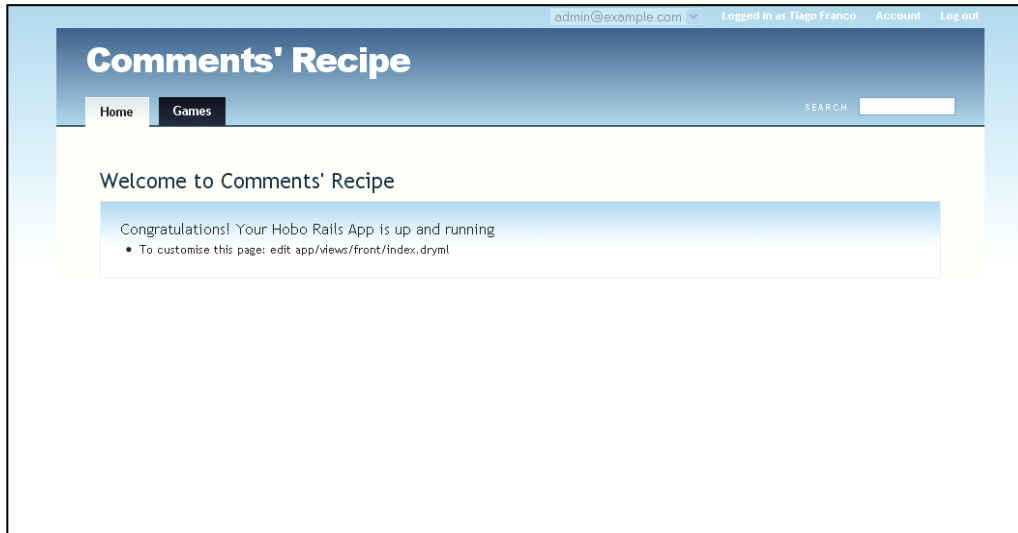 admin@example.com Logged in as Tiago Franco Account Log out
Comments' Recipe
Home Games SEARCH
Welcome to Comments' Recipe
Congratulations! Your Hobo Rails App is up and running
• To customise this page: edit app/views/front/index.dryml